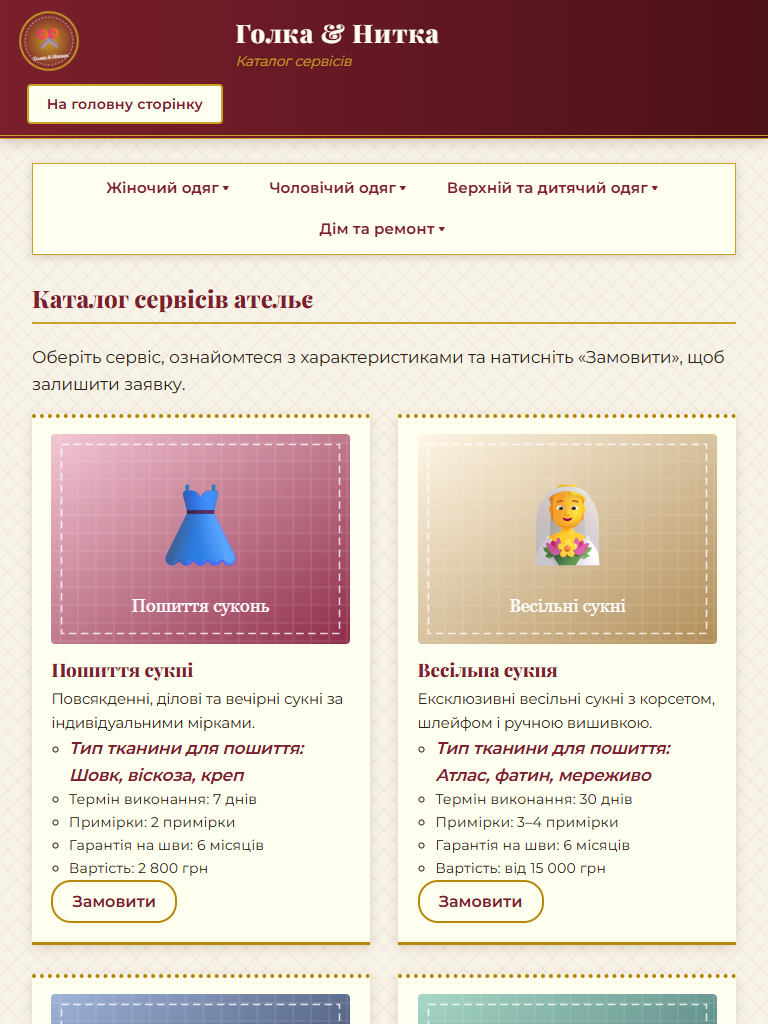 Голка & Нитка
Голка & Нитка
Каталог сервісів
На головну сторінку
Жіночий одяг
Чоловічий одяг
Верхній та дитячий одяг
Дім та ремонт
Каталог сервісів ательє
Оберіть сервіс, ознайомтеся з характеристиками та натисніть «Замовити», щоб
залишити заявку.
Пошиття суконь
Пошиття сукні
Повсякденні, ділові та вечірні сукні за
індивідуальними мірками.
Тип тканини для пошиття:
Шовк, віскоза, креп
Термін виконання: 7 днів
Примірки: 2 примірки
Гарантія на шви: 6 місяців
Вартість: 2 800 грн
Замовити
Весільні сукні
Весільна сукня
Ексклюзивні весільні сукні з корсетом,
шлейфом і ручною вишивкою.
Тип тканини для пошиття:
Атлас, фатин, мереживо
Термін виконання: 30 днів
Примірки: 3–4 примірки
Гарантія на шви: 6 місяців
Вартість: від 15 000 грн
Замовити